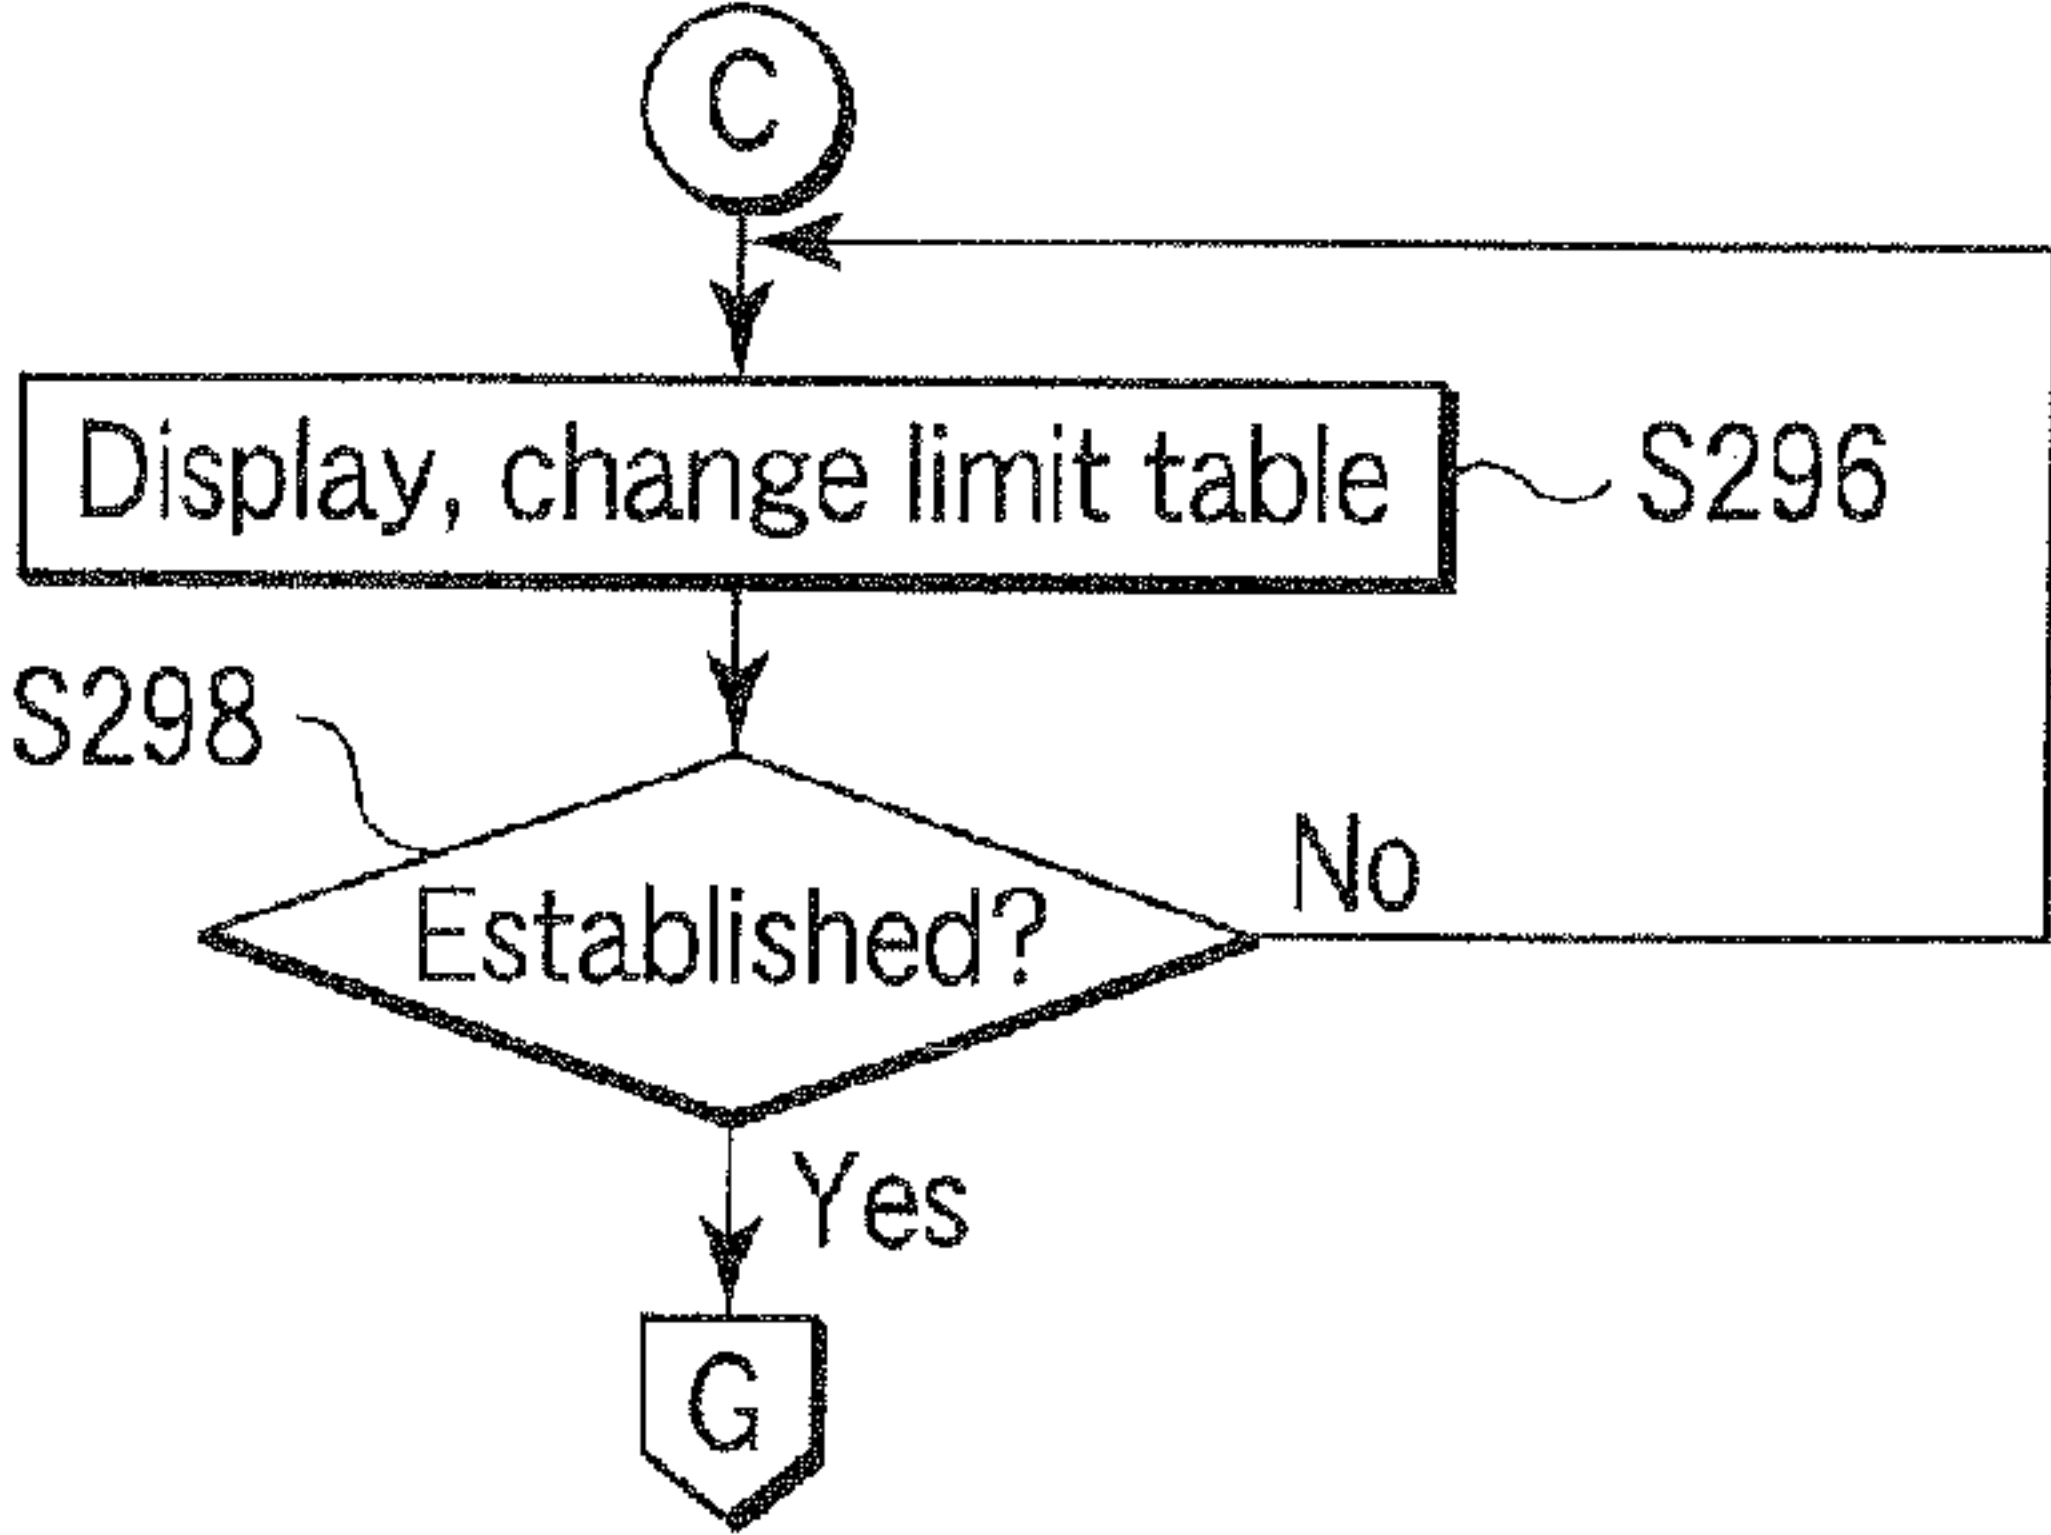 C
Display, change limit table
S296
S298
Established?
No
Yes
G